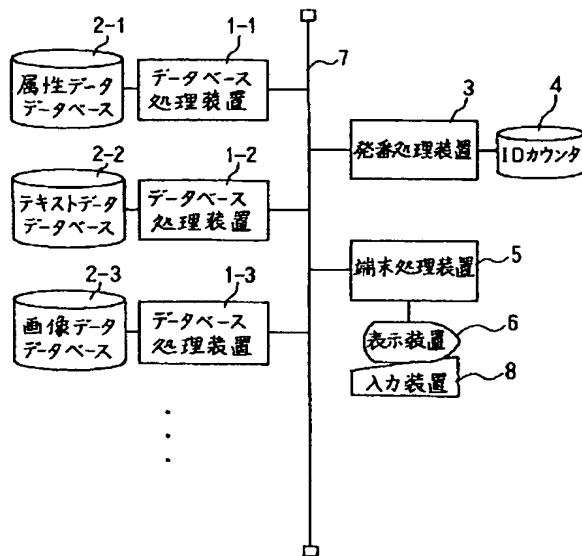 2-1
1-1
属性データ
データベース
データベース
処理装置
7
3
4
発番処理装置
IDカウンタ
2-2
1-2
テキストデータ
データベース
データベース
処理装置
端末処理装置
5
2-3
1-3
画像データ
データベース
データベース
処理装置
表示装置
6
入力装置
8